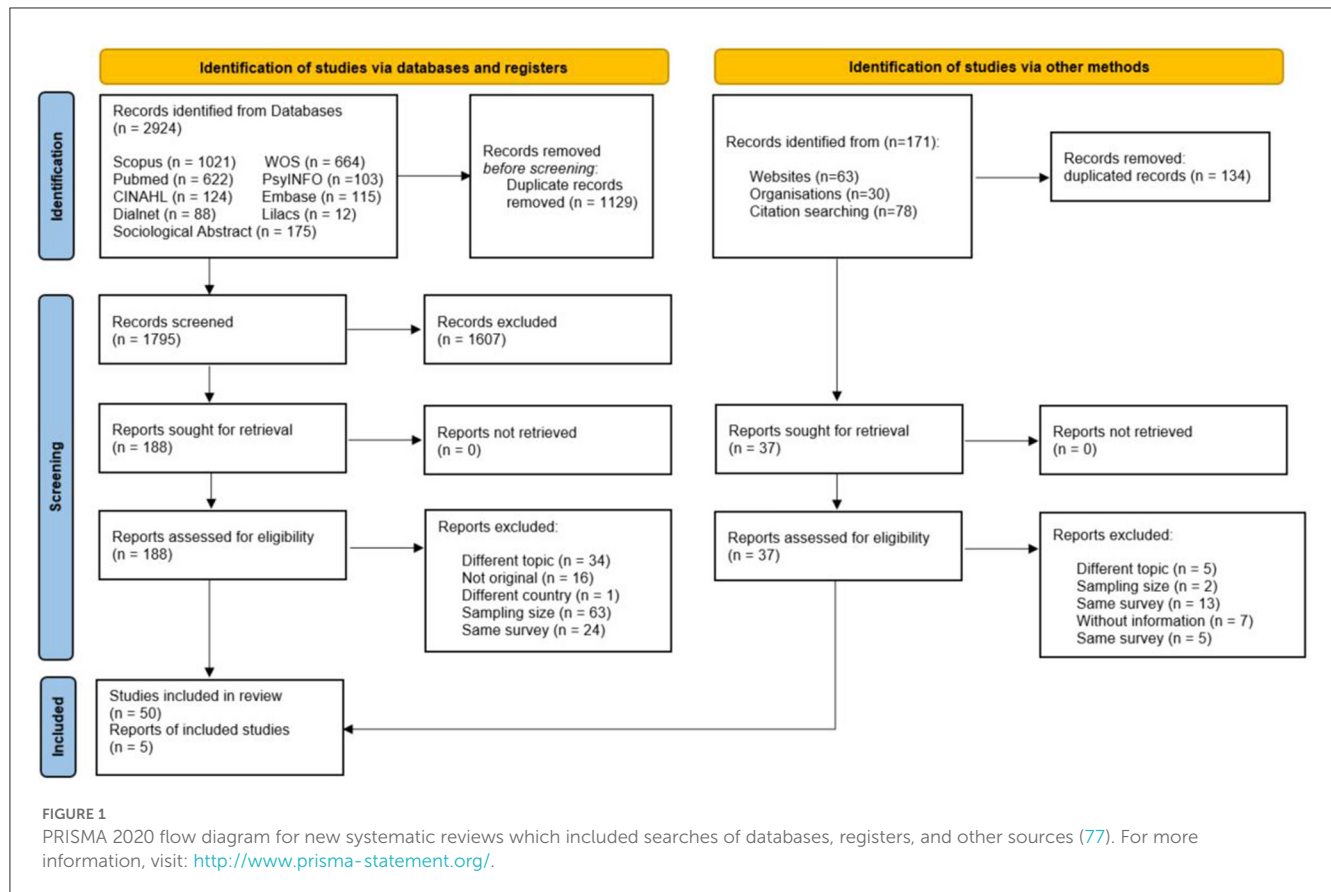 Identification of studies via databases and registers
Identification of studies via other methods
Identification
Records identified from Databases
(n = 2924)
Scopus (n = 1021) WOS (n = 664)
Pubmed (n = 622) PsyINFO (n =103)
CINAHL (n = 124) Embase (n = 115)
Dialnet (n = 88) Lilacs (n = 12)
Sociological Abstract (n = 175)
Records removed
before screening:
Duplicate records
removed (n = 1129)
Records identified from (n=171):
Websites (n=63)
Organisations (n=30)
Citation searching (n=78)
Records removed:
duplicated records (n = 134)
Screening
Records screened
(n = 1795)
Records excluded
(n = 1607)
Reports sought for retrieval
(n = 188)
Reports not retrieved
(n = 0)
Reports sought for retrieval
(n = 37)
Reports not retrieved
(n = 0)
Reports assessed for eligibility
(n = 188)
Reports excluded:
Different topic (n = 34)
Not original (n = 16)
Different country (n = 1)
Sampling size (n = 63)
Same survey (n = 24)
Reports assessed for eligibility
(n = 37)
Reports excluded:
Different topic (n = 5)
Sampling size (n = 2)
Same survey (n = 13)
Without information (n = 7)
Same survey (n = 5)
Included
Studies included in review
(n = 50)
Reports of included studies
(n = 5)
FIGURE 1
PRISMA 2020 flow diagram for new systematic reviews which included searches of databases, registers, and other sources (77). For more
information, visit: http://www.prisma-statement.org/.